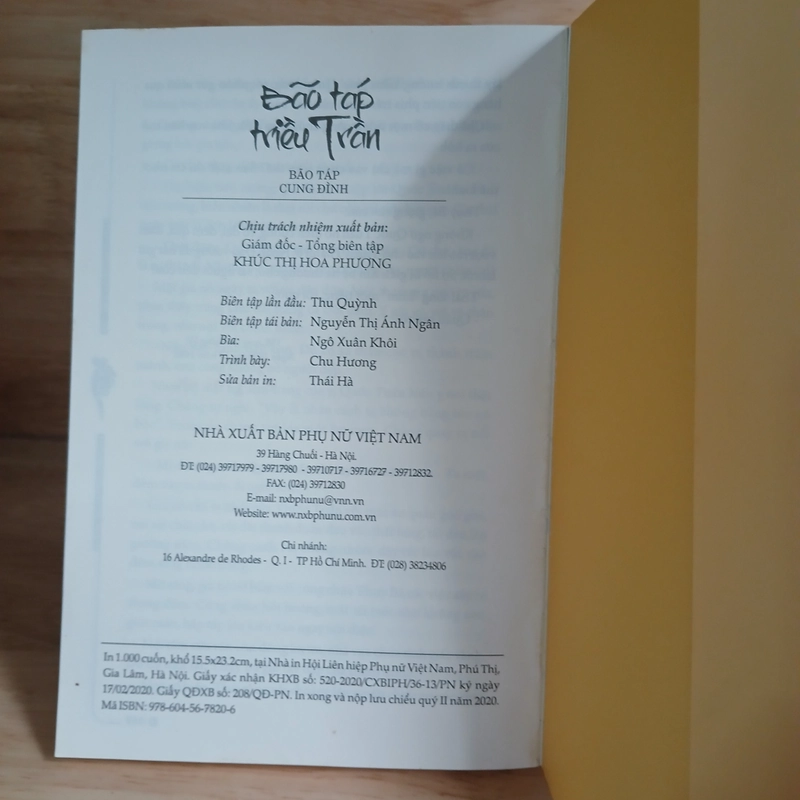 Bão táp
triều Trần
BÃO TÁP
CUNG ĐÌNH
Chịu trách nhiệm xuất bản:
Giám đốc - Tổng biên tập
KHÚC THỊ HOA PHƯỢNG
Biên tập lần đầu: Thu Quỳnh
Biên tập tái bản: Nguyễn Thị Ánh Ngân
Bìa: Ngô Xuân Khôi
Trình bày: Chu Hương
Sửa bản in: Thái Hà
NHÀ XUẤT BẢN PHỤ NỮ VIỆT NAM
39 Hàng Chuối - Hà Nội.
ĐT: (024) 39717979 - 39717980 - 39710717 - 39716727 - 39712832.
FAX: (024) 39712830
E-mail: nxbphunu@vnn.vn
Website: www.nxbphunu.com.vn
Chi nhánh:
16 Alexandre de Rhodes - Q. I - TP Hồ Chí Minh. ĐT: (028) 38234806
In 1.000 cuốn, khổ 15.5x23.2cm, tại Nhà in Hội Liên hiệp Phụ nữ Việt Nam, Phú Thị,
Gia Lâm, Hà Nội. Giấy xác nhận KHXB số: 520-2020/CXBIPH/36-13/PN ký ngày
17/02/2020. Giấy QĐXB số: 208/QĐ-PN. In xong và nộp lưu chiểu quý II năm 2020.
Mã ISBN: 978-604-56-7820-6